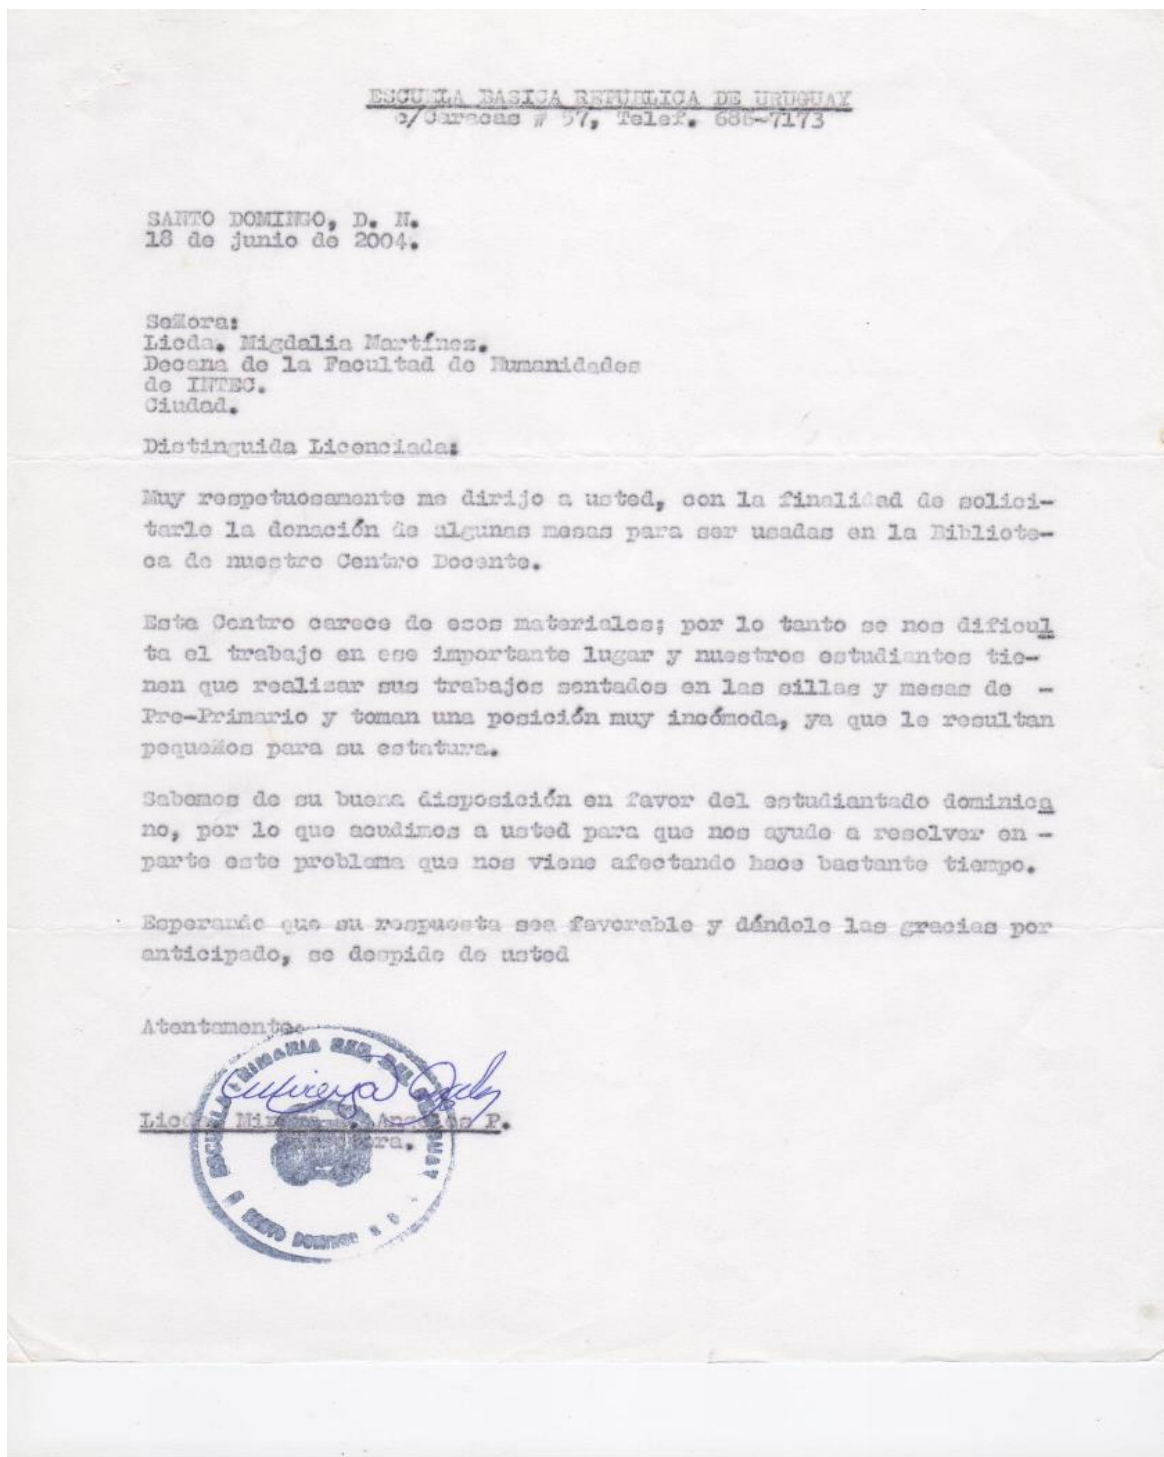 ESCUELA BASICA REPUBLICA DE URUGUAY
c/Caracas # 57, Telef. 686-7173
SANTO DOMINGO, D. N.
18 de junio de 2004.
Señora:
Licda. Migdalia Martínez.
Decana de la Facultad de Humanidades
de INTEC.
Ciudad.
Distinguida Licenciada:
Muy respetuosamente me dirijo a usted, con la finalidad de solici-
tarle la donación de algunas mesas para ser usadas en la Bibliote-
ca de nuestro Centro Docente.
Este Centro carece de esos materiales; por lo tanto se nos dificul
ta el trabajo en ese importante lugar y nuestros estudiantes tie-
nen que realizar sus trabajos sentados en las sillas y mesas de -
Pre-Primario y toman una posición muy incómoda, ya que le resultan
pequeños para su estatura.
Sabemos de su buena disposición en favor del estudiantado dominica
no, por lo que acudimos a usted para que nos ayude a resolver en -
parte este problema que nos viene afectando hace bastante tiempo.
Esperando que su respuesta sea favorable y dándole las gracias por
anticipado, se despide de usted
Atentamente.
Licda. P.
ESCUELA PRIMARIA REP. DEL URUGUAY
SANTO DOMINGO